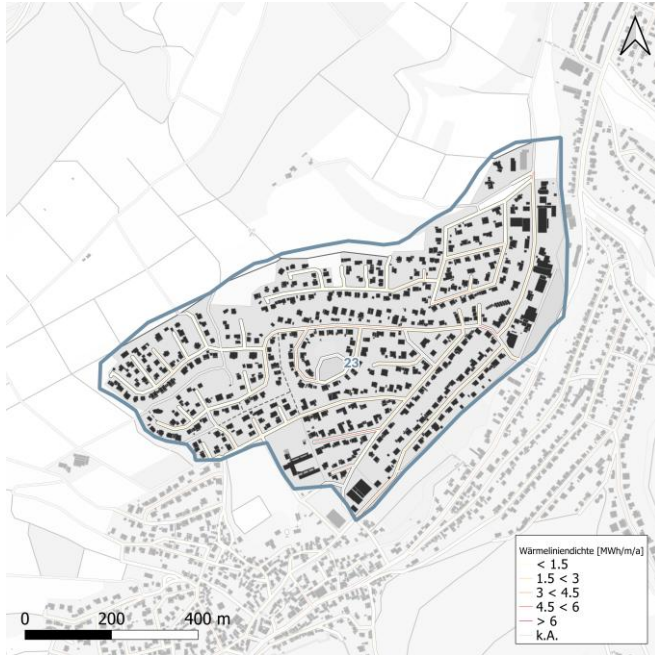 23
Wärmeliniendichte [MWh/m/a]
< 1.5
1.5 < 3
3 < 4.5
4.5 < 6
> 6
k.A.
0 200 400 m